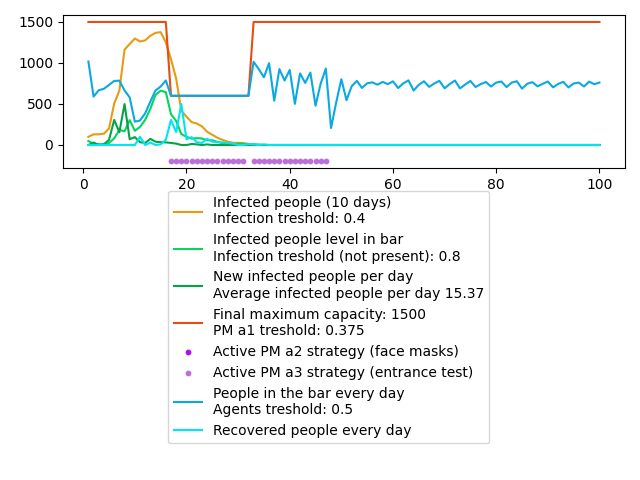 1500
1000
500
0
0
20
40
60
80
100
Infected people (10 days)
Infection treshold: 0.4
Infected people level in bar
Infection treshold (not present): 0.8
New infected people per day
Average infected people per day 15.37
Final maximum capacity: 1500
PM a1 treshold: 0.375
Active PM a2 strategy (face masks)
Active PM a3 strategy (entrance test)
People in the bar every day
Agents treshold: 0.5
Recovered people every day